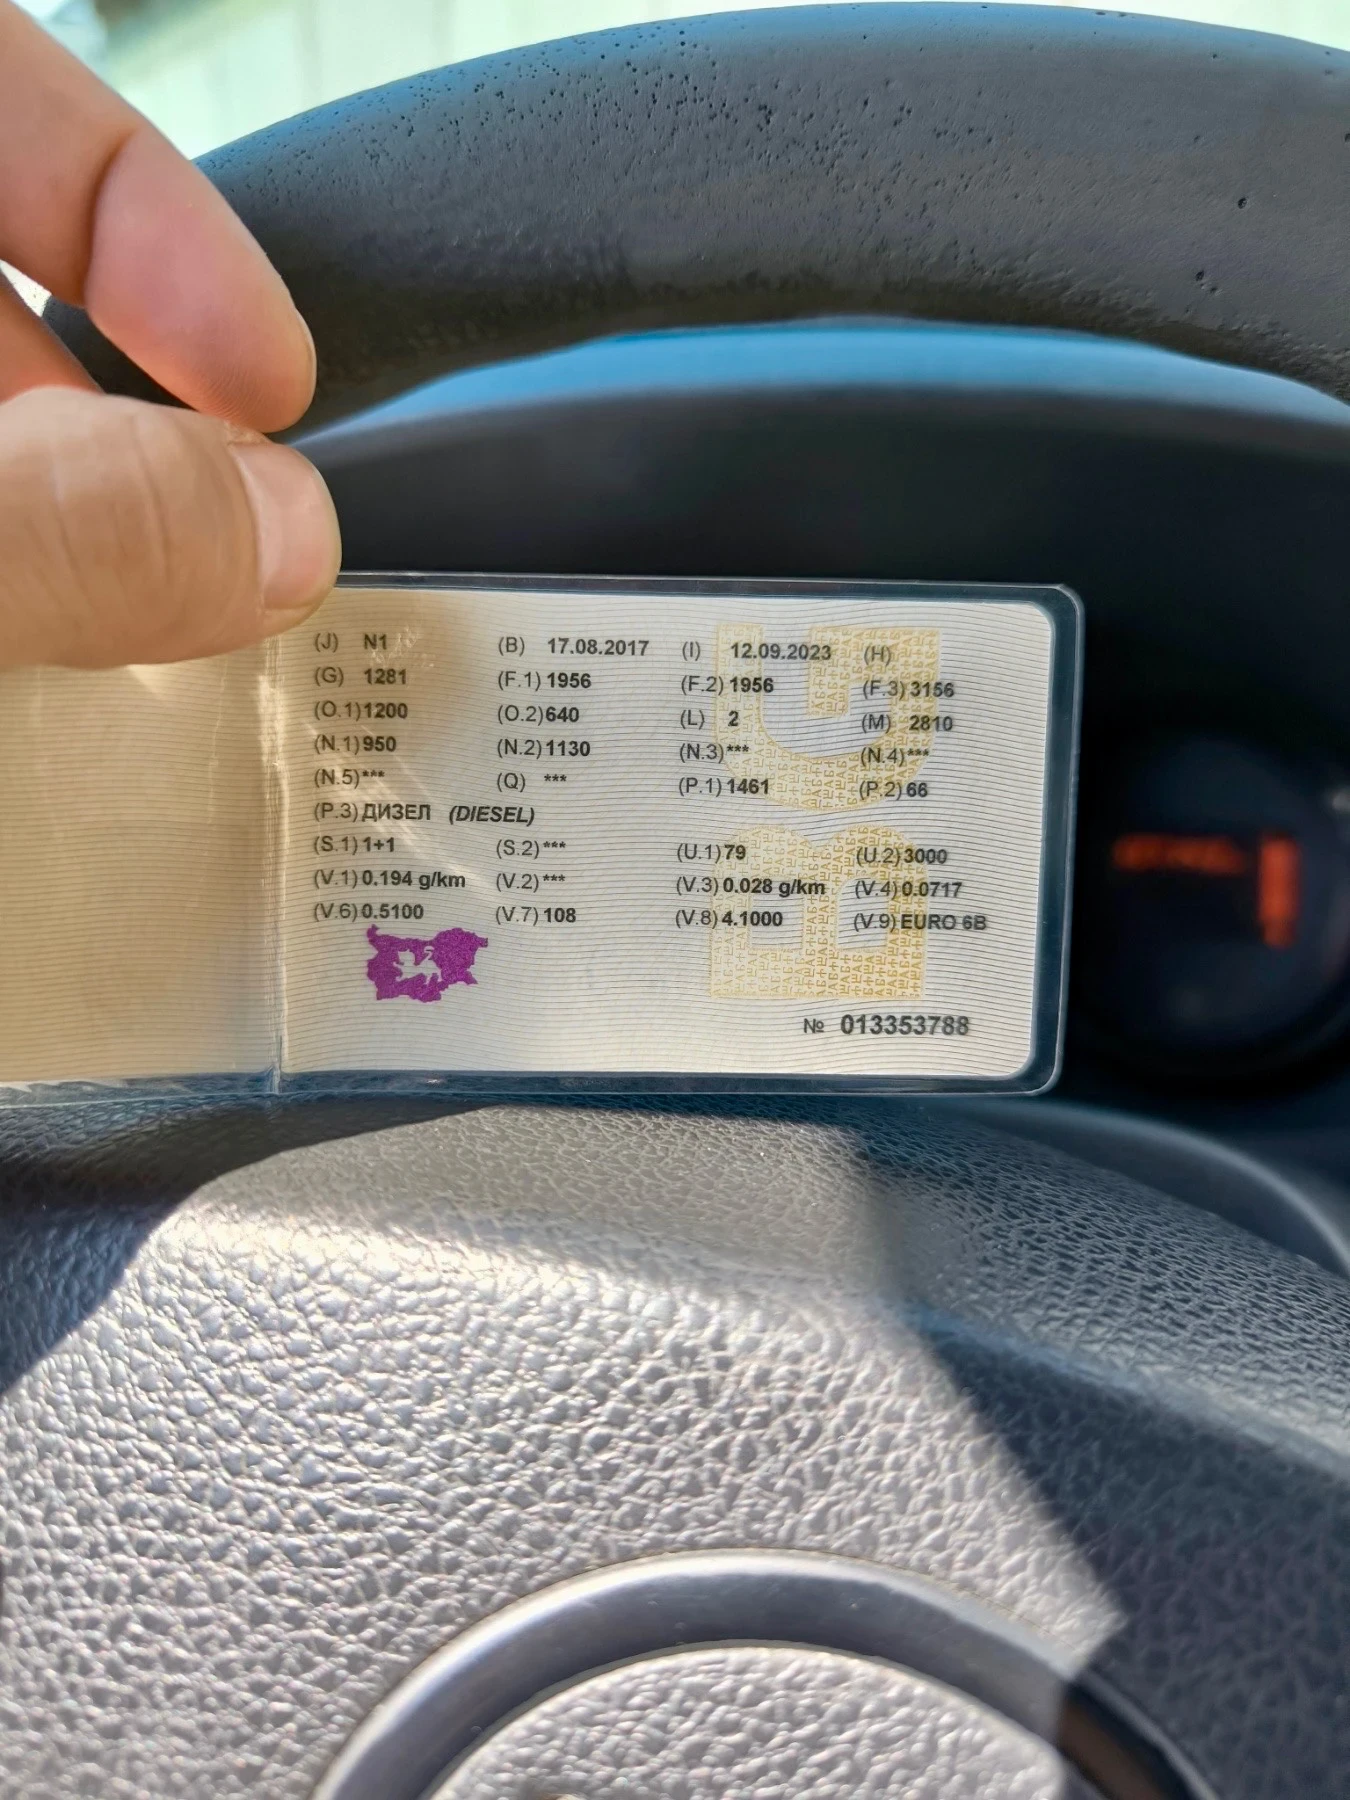 (J) N1 (B) 17.08.2017 (I) 12.09.2023 (H)
(G) 1281 (F.1) 1956 (F.2) 1956 (F.3) 3156
(O.1) 1200 (O.2) 640 (L) 2 (M) 2810
(N.1) 950 (N.2) 1130 (N.3) *** (N.4) ***
(N.5) *** (Q) *** (P.1) 1461 (P.2) 66
(P.3) ДИЗЕЛ (DIESEL)
(S.1) 1+1 (S.2) *** (U.1) 79 (U.2) 3000
(V.1) 0.194 g/km (V.2) *** (V.3) 0.028 g/km (V.4) 0.0717
(V.6) 0.5100 (V.7) 108 (V.8) 4.1000 (V.9) EURO 6B
№ 013353788
BG